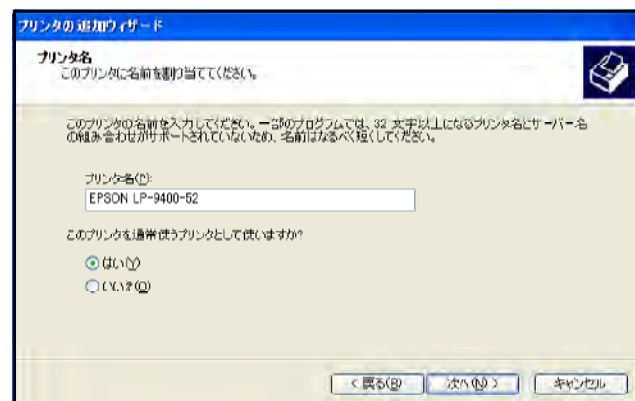 プリンタの追加ウィザード
プリンタ名
このプリンタに名前を割り当ててください。
このプリンタの名前を入力してください。一部のプログラムでは、32 文字以上になるプリンタ名とサーバー名
の組み合わせがサポートされていないため、名前はなるべく短くしてください。
プリンタ名(P):
EPSON LP-9400-52
このプリンタを通常使うプリンタとして使いますか?
はい(Y)
いいえ(O)
< 戻る(B)
次へ(N) >
キャンセル